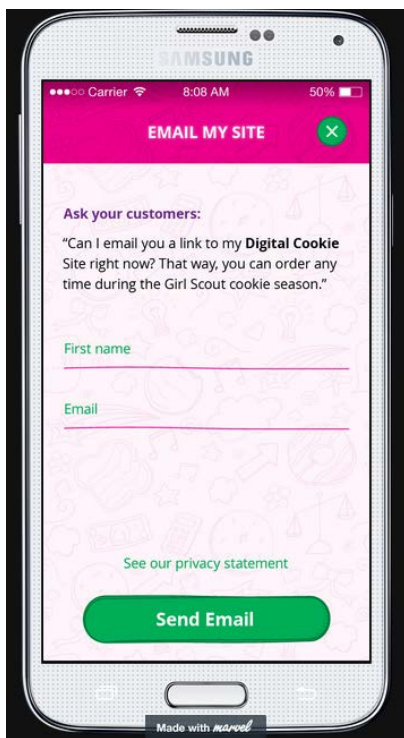 SAMSUNG
Carrier 8:08 AM 50%
EMAIL MY SITE
Ask your customers:
“Can I email you a link to my Digital Cookie
Site right now? That way, you can order any
time during the Girl Scout cookie season.”
First name
Email
See our privacy statement
Send Email
Made with marvel